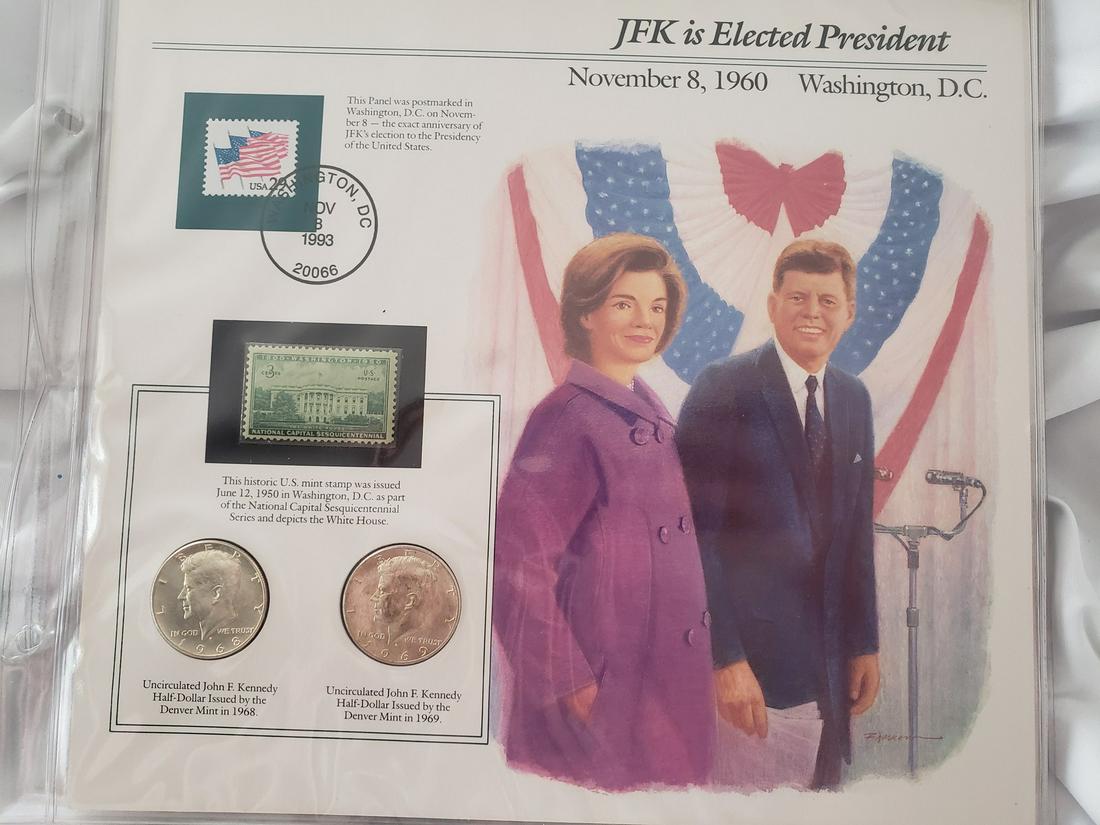 JFK is Elected President
November 8, 1960 Washington, D.C.
This Panel was postmarked in
Washington, D.C. on Novem-
ber 8 — the exact anniversary of
JFK's election to the Presidency
of the United States.
USA 29
WASHINGTON, DC
NOV
8
1993
20066
1800·WASHINGTON·1950
3
CENTS
U·S·
POSTAGE
THE WHITE HOUSE
NATIONAL CAPITAL SESQUICENTENNIAL
This historic U.S. mint stamp was issued
June 12, 1950 in Washington, D.C. as part
of the National Capital Sesquicentennial
Series and depicts the White House.
LIBERTY
IN GOD WE TRUST
1968
LIBERTY
IN GOD WE TRUST
1969
Uncirculated John F. Kennedy
Half-Dollar Issued by the
Denver Mint in 1968.
Uncirculated John F. Kennedy
Half-Dollar Issued by the
Denver Mint in 1969.